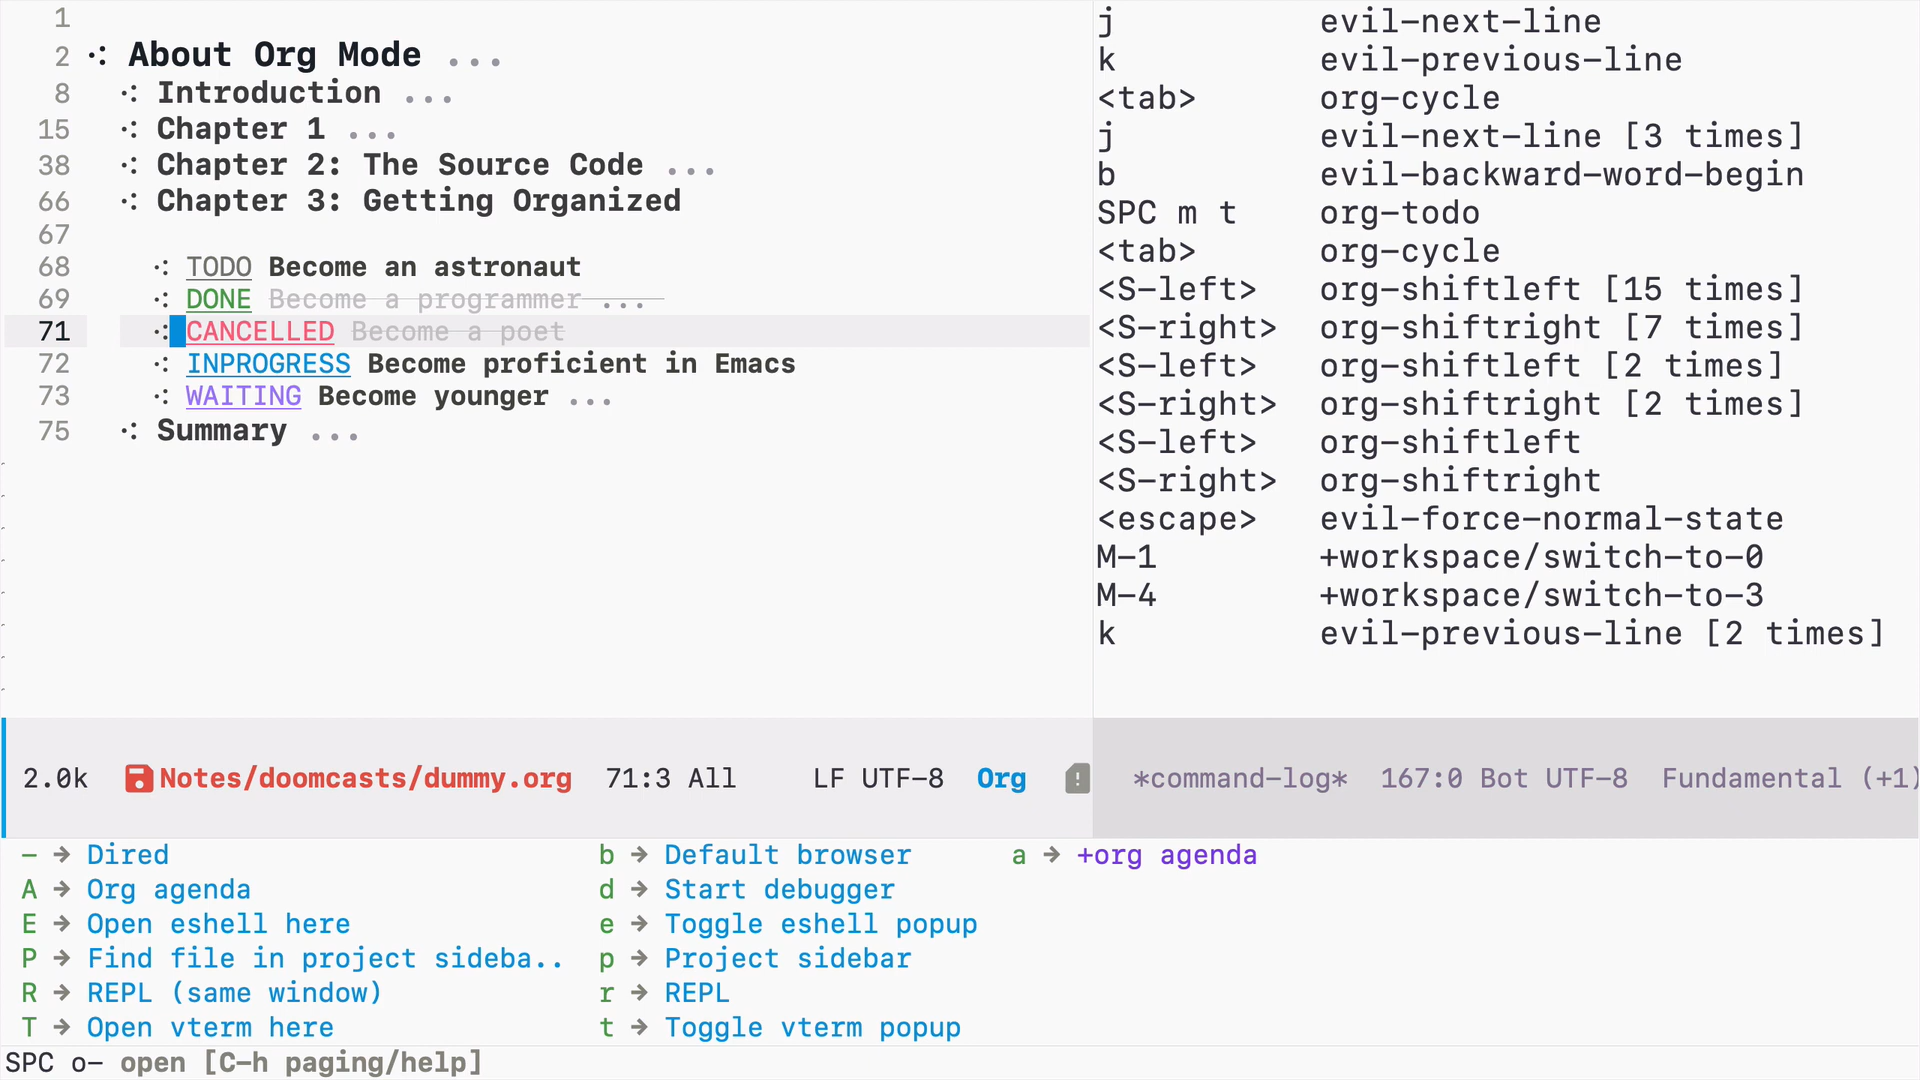 1
2 ·: About Org Mode ...
8 ·: Introduction ...
15 ·: Chapter 1 ...
38 ·: Chapter 2: The Source Code ...
66 ·: Chapter 3: Getting Organized
67
68 ·: TODO Become an astronaut
69 ·: DONE Become a programmer ...
71 ·: CANCELLED Become a poet
72 ·: INPROGRESS Become proficient in Emacs
73 ·: WAITING Become younger ...
75 ·: Summary ...
j evil-next-line
k evil-previous-line
<tab> org-cycle
j evil-next-line [3 times]
b evil-backward-word-begin
SPC m t org-todo
<tab> org-cycle
<S-left> org-shiftleft [15 times]
<S-right> org-shiftright [7 times]
<S-left> org-shiftleft [2 times]
<S-right> org-shiftright [2 times]
<S-left> org-shiftleft
<S-right> org-shiftright
<escape> evil-force-normal-state
M-1 +workspace/switch-to-0
M-4 +workspace/switch-to-3
k evil-previous-line [2 times]
2.0k Notes/doomcasts/dummy.org 71:3 All LF UTF-8 Org !
*command-log* 167:0 Bot UTF-8 Fundamental (+1)
- → Dired b → Default browser a → +org agenda
A → Org agenda d → Start debugger
E → Open eshell here e → Toggle eshell popup
P → Find file in project sideba.. p → Project sidebar
R → REPL (same window) r → REPL
T → Open vterm here t → Toggle vterm popup
SPC o- open [C-h paging/help]